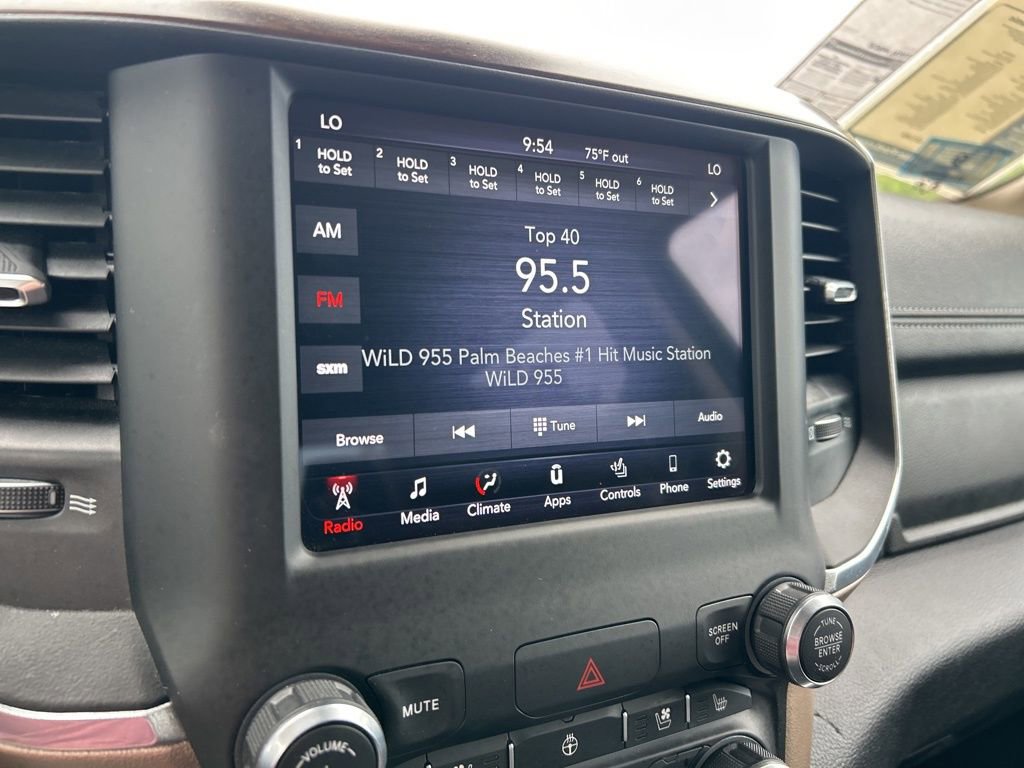 LO
9:54
75°F out
LO
1 HOLD to Set
2 HOLD to Set
3 HOLD to Set
4 HOLD to Set
5 HOLD to Set
6 HOLD to Set
AM
FM
sxm
Top 40
95.5
Station
WiLD 955 Palm Beaches #1 Hit Music Station
WiLD 955
Browse
Tune
Audio
Radio
Media
Climate
Apps
Controls
Phone
Settings
SCREEN
OFF
TUNE
BROWSE
ENTER
SCROLL
MUTE
VOLUME